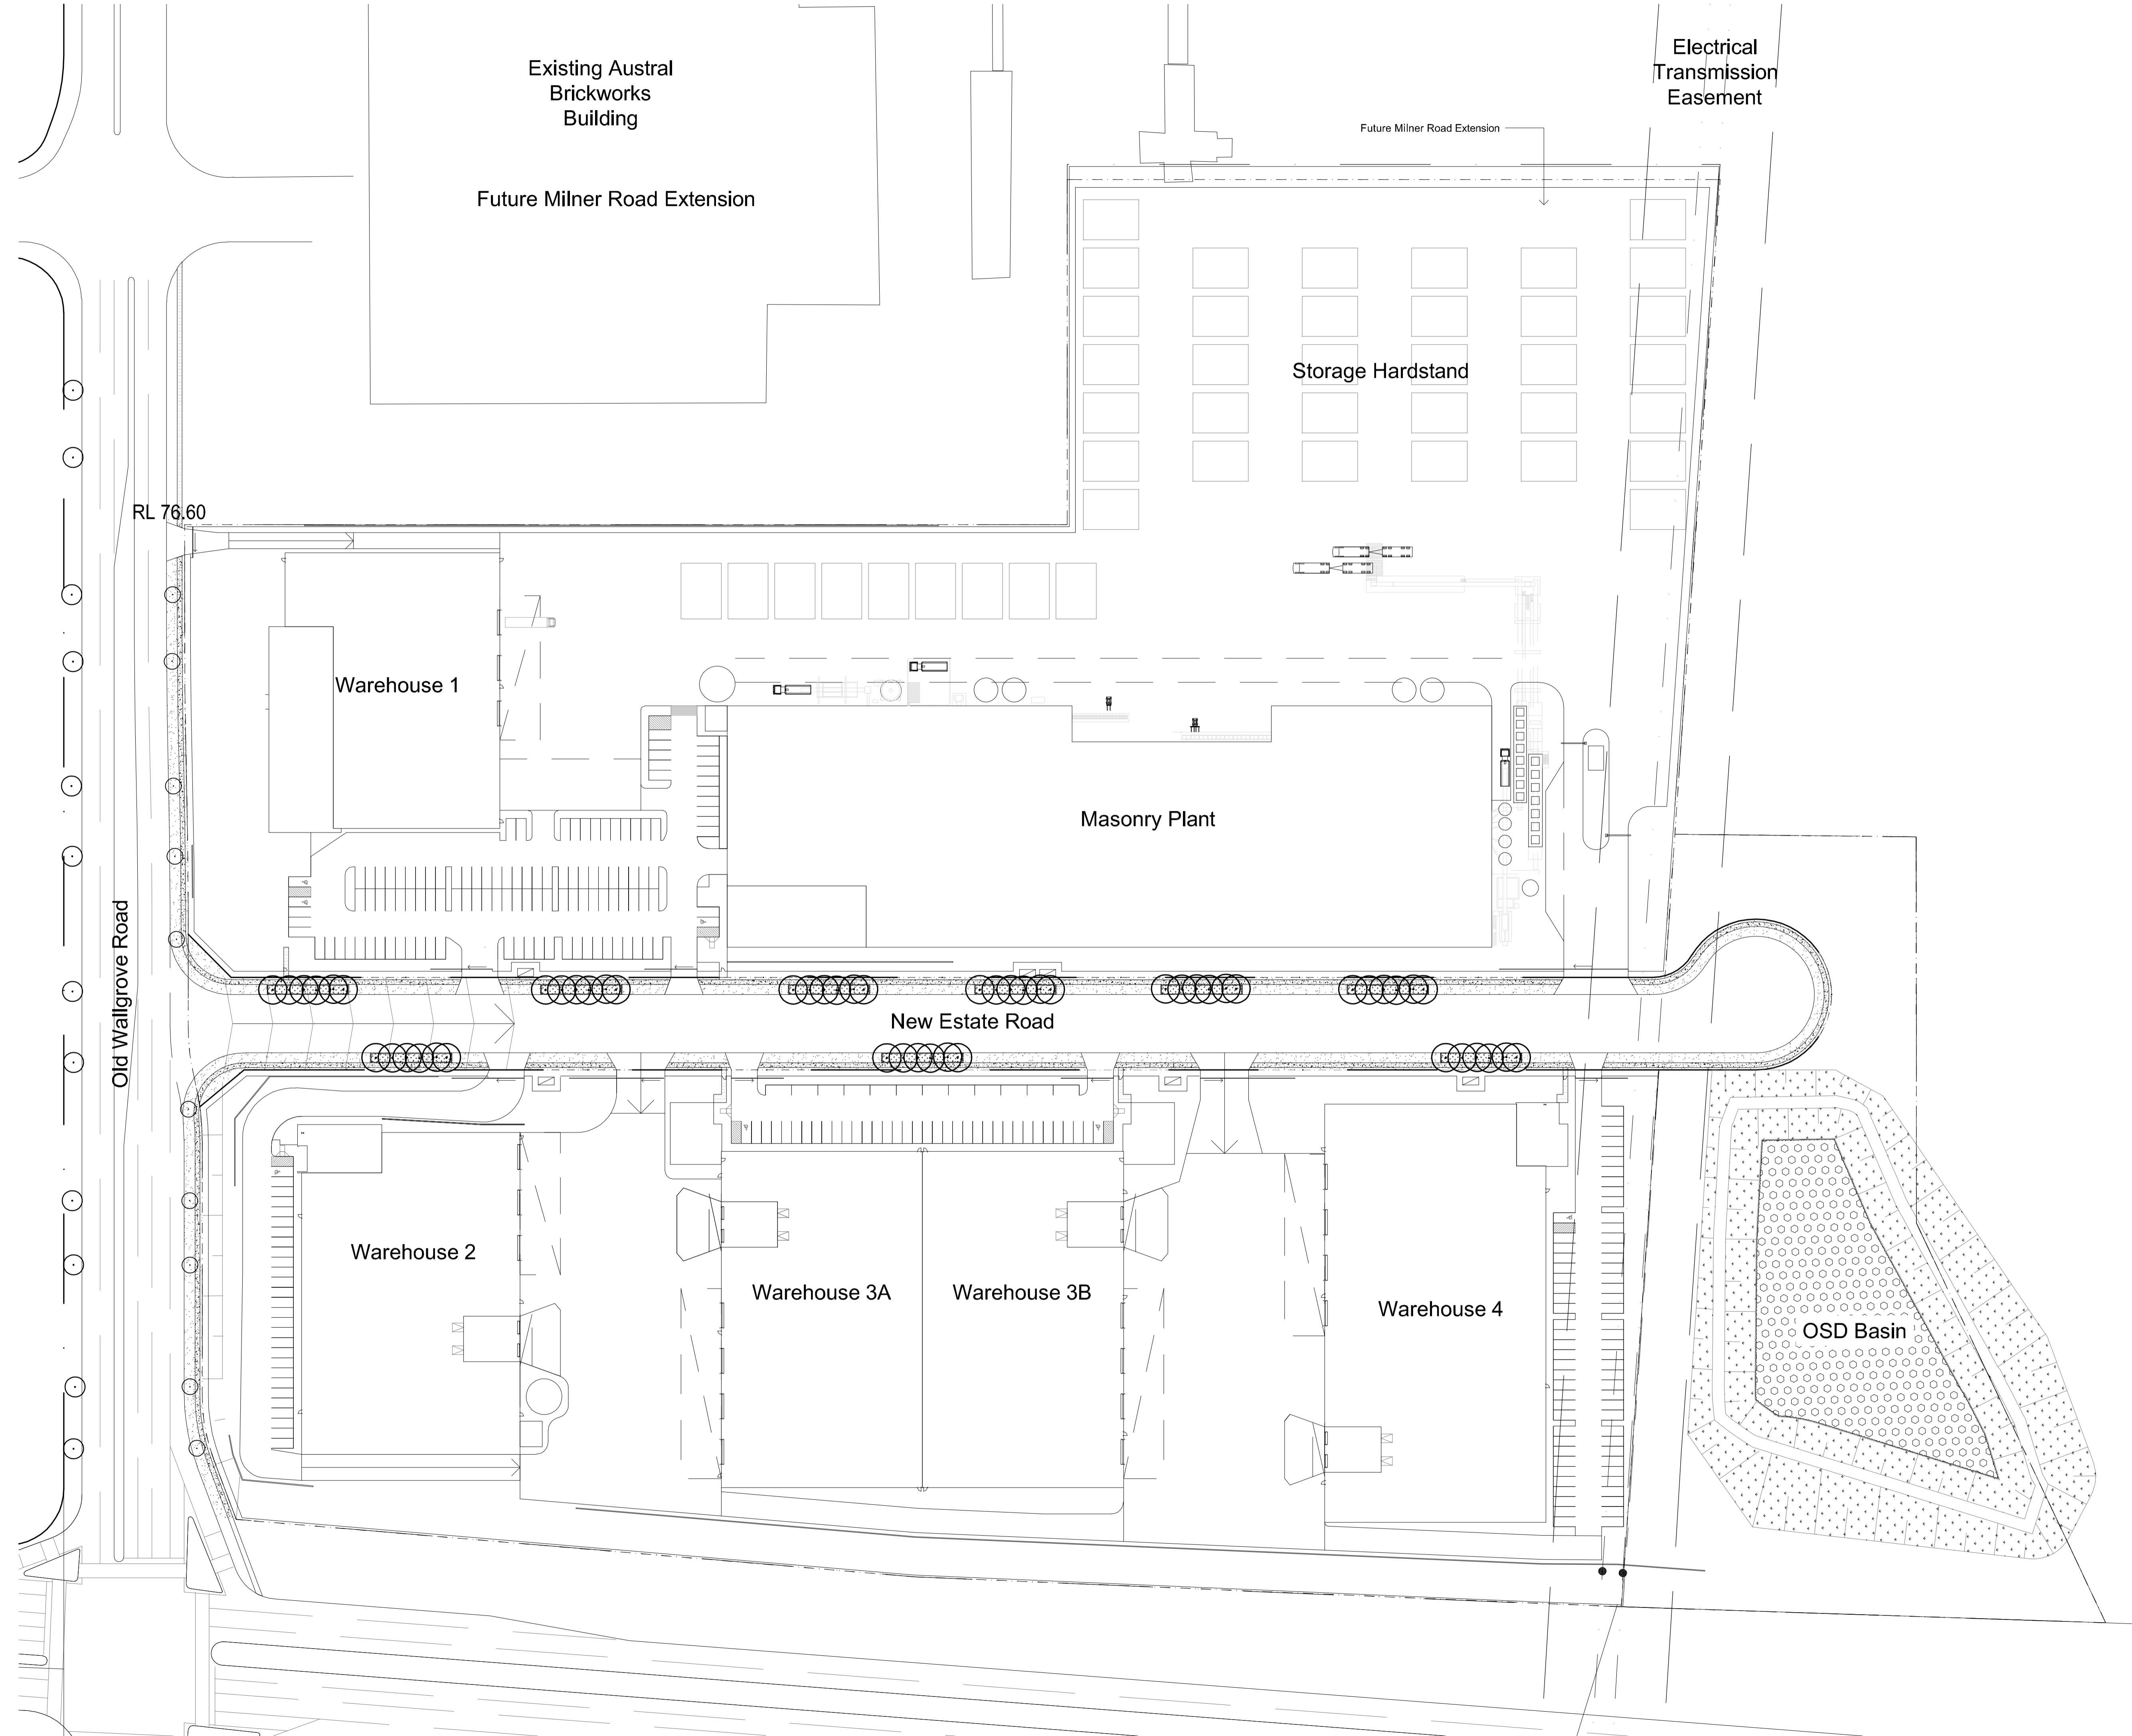 Existing Austral
Brickworks
Building
Future Milner Road Extension
Electrical
Transmission
Easement
Future Milner Road Extension
Storage Hardstand
RL 76.60
Warehouse 1
Masonry Plant
Old Wallgrove Road
New Estate Road
Warehouse 2
Warehouse 3A
Warehouse 3B
Warehouse 4
OSD Basin